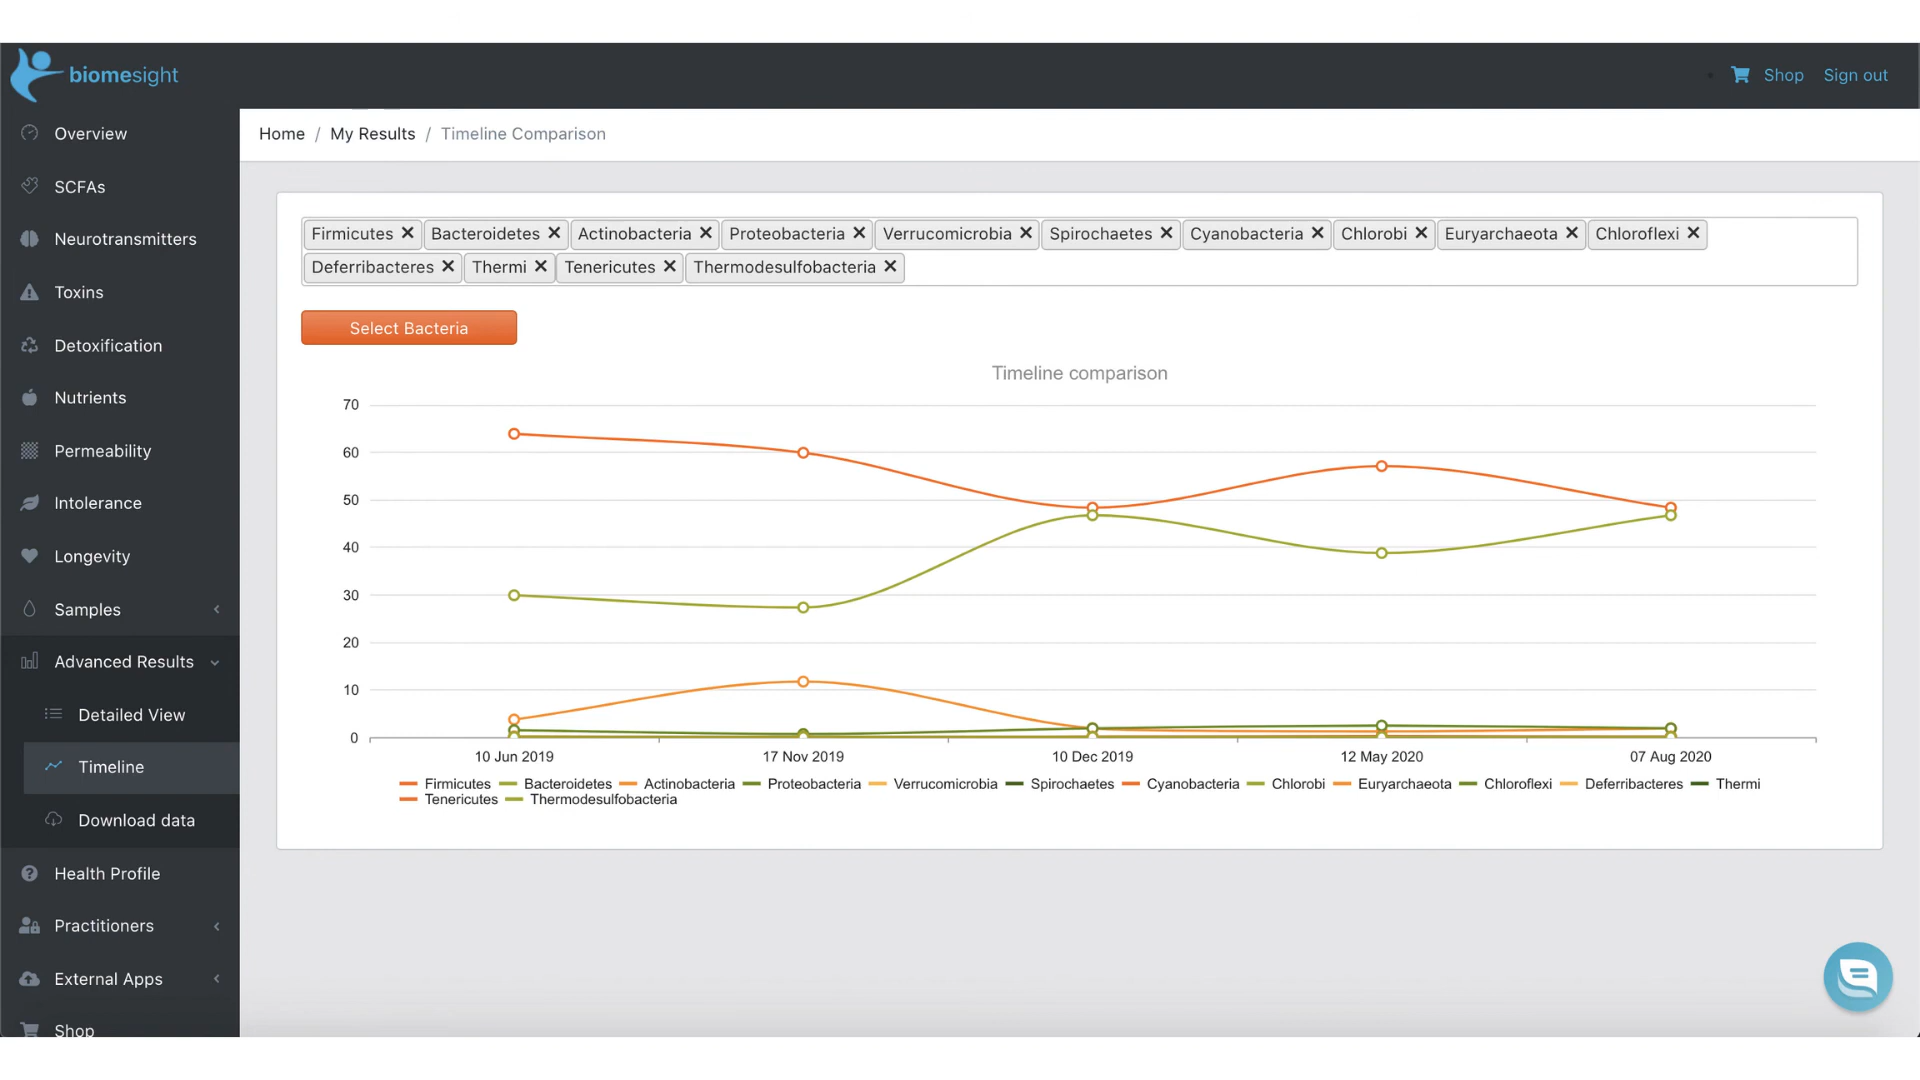 biomesight
Shop Sign out
Overview
SCFAs
Neurotransmitters
Toxins
Detoxification
Nutrients
Permeability
Intolerance
Longevity
Samples
Advanced Results
Detailed View
Timeline
Download data
Health Profile
Practitioners
External Apps
Shop
Home / My Results / Timeline Comparison
Firmicutes ✕ Bacteroidetes ✕ Actinobacteria ✕ Proteobacteria ✕ Verrucomicrobia ✕ Spirochaetes ✕ Cyanobacteria ✕ Chlorobi ✕ Euryarchaeota ✕ Chloroflexi ✕
Deferribacteres ✕ Thermi ✕ Tenericutes ✕ Thermodesulfobacteria ✕
Select Bacteria
Timeline comparison
70
60
50
40
30
20
10
0
10 Jun 2019 17 Nov 2019 10 Dec 2019 12 May 2020 07 Aug 2020
Firmicutes Bacteroidetes Actinobacteria Proteobacteria Verrucomicrobia Spirochaetes Cyanobacteria Chlorobi Euryarchaeota Chloroflexi Deferribacteres Thermi
Tenericutes Thermodesulfobacteria